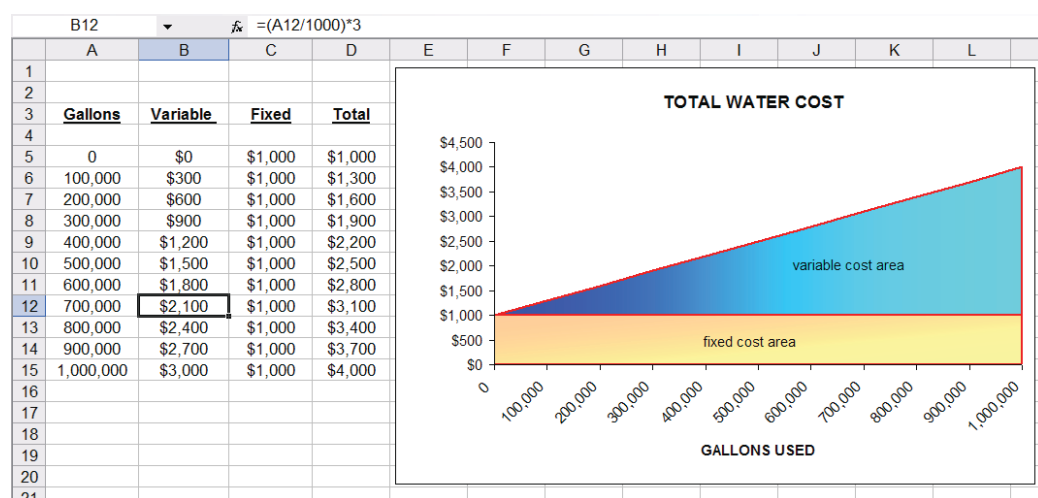 B12 fx =(A12/1000)*3
A B C D E F G H I J K L
1
2
3 Gallons Variable Fixed Total
4
5 0 $0 $1,000 $1,000
6 100,000 $300 $1,000 $1,300
7 200,000 $600 $1,000 $1,600
8 300,000 $900 $1,000 $1,900
9 400,000 $1,200 $1,000 $2,200
10 500,000 $1,500 $1,000 $2,500
11 600,000 $1,800 $1,000 $2,800
12 700,000 $2,100 $1,000 $3,100
13 800,000 $2,400 $1,000 $3,400
14 900,000 $2,700 $1,000 $3,700
15 1,000,000 $3,000 $1,000 $4,000
16
17
18
19
20
21
TOTAL WATER COST
$4,500
$4,000
$3,500
$3,000
$2,500
$2,000
$1,500
$1,000
$500
$0
variable cost area
fixed cost area
0 100,000 200,000 300,000 400,000 500,000 600,000 700,000 800,000 900,000 1,000,000
GALLONS USED